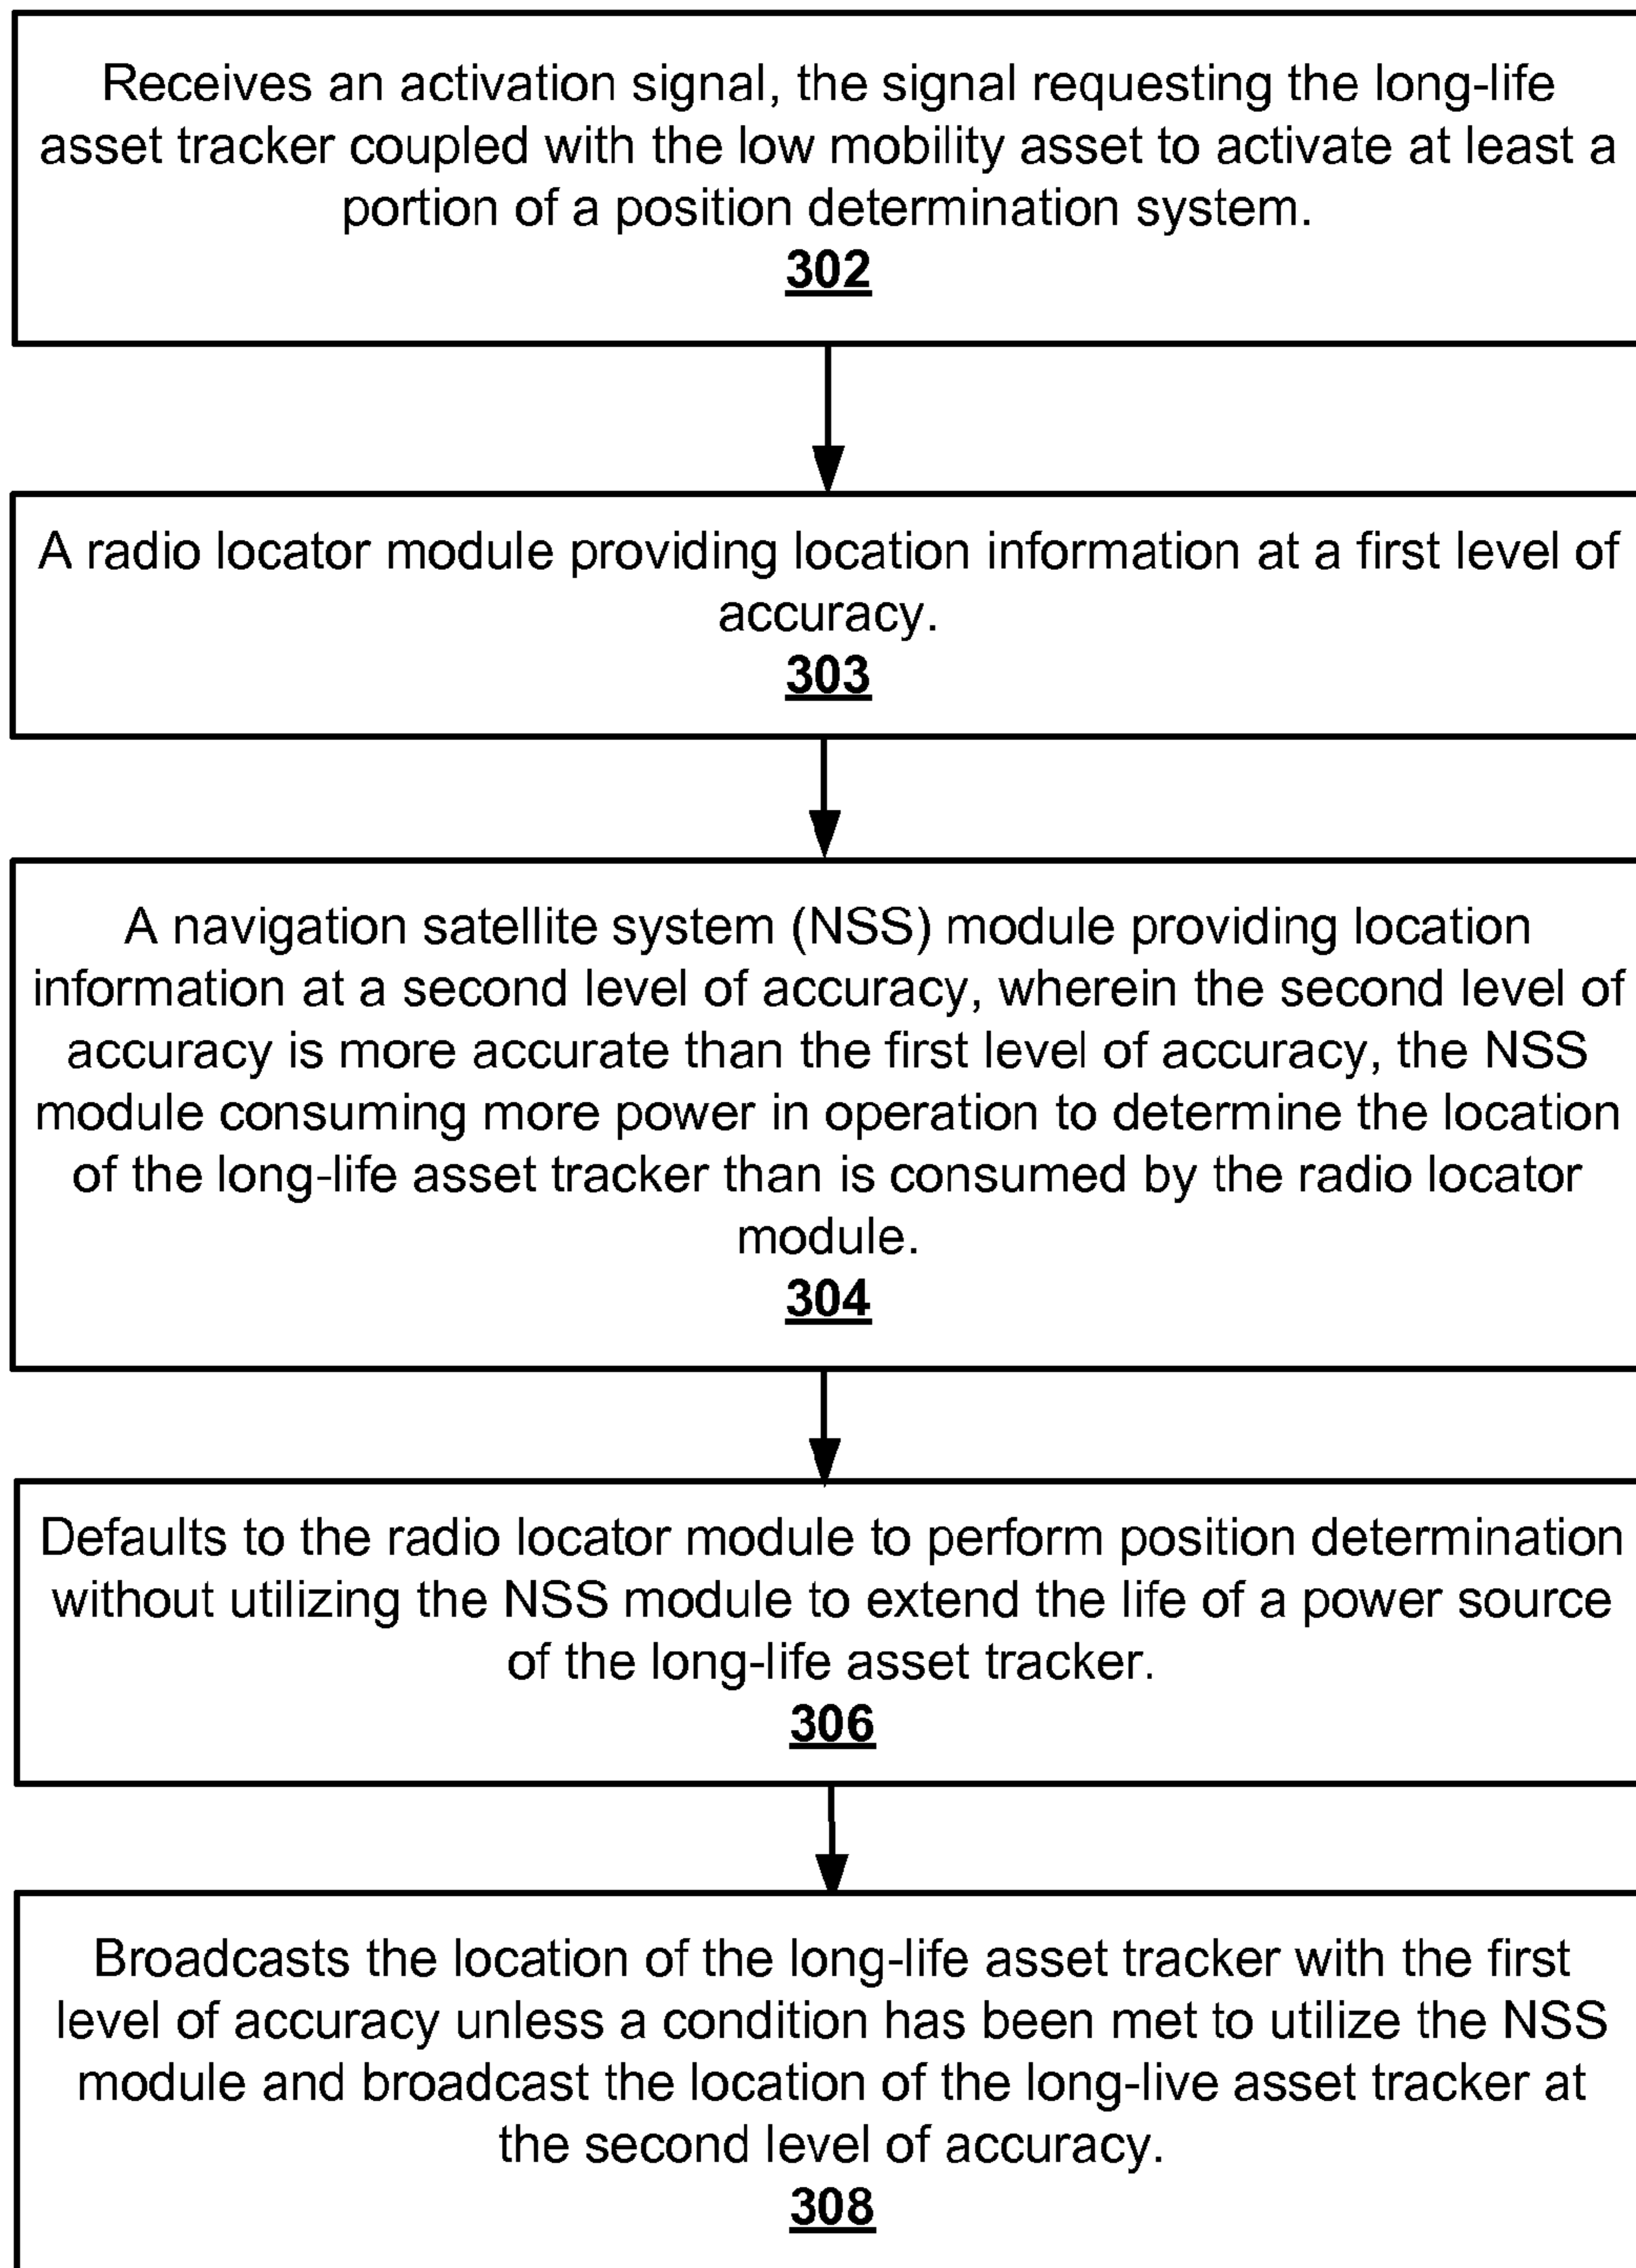 Receives an activation signal, the signal requesting the long-life
asset tracker coupled with the low mobility asset to activate at least a
portion of a position determination system.
302
A radio locator module providing location information at a first level of
accuracy.
303
A navigation satellite system (NSS) module providing location
information at a second level of accuracy, wherein the second level of
accuracy is more accurate than the first level of accuracy, the NSS
module consuming more power in operation to determine the location
of the long-life asset tracker than is consumed by the radio locator
module.
304
Defaults to the radio locator module to perform position determination
without utilizing the NSS module to extend the life of a power source
of the long-life asset tracker.
306
Broadcasts the location of the long-life asset tracker with the first
level of accuracy unless a condition has been met to utilize the NSS
module and broadcast the location of the long-live asset tracker at
the second level of accuracy.
308